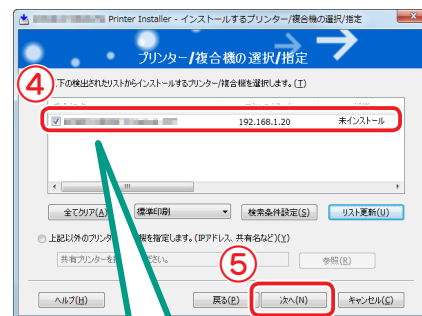 Printer Installer - インストールするプリンター/複合機の選択/指定
プリンター/複合機の選択/指定
④
下の検出されたリストからインストールするプリンター/複合機を選択します。(T)
192.168.1.20 未インストール
全てクリア(A) 標準印刷 検索条件設定(S) リスト更新(U)
上記以外のプリンタ 機を指定します。(IPアドレス、共有名など)(Y)
⑤
共有プリンターを ださい。 参照(R)
ヘルプ(H) 戻る(P) 次へ(N) キャンセル(C)